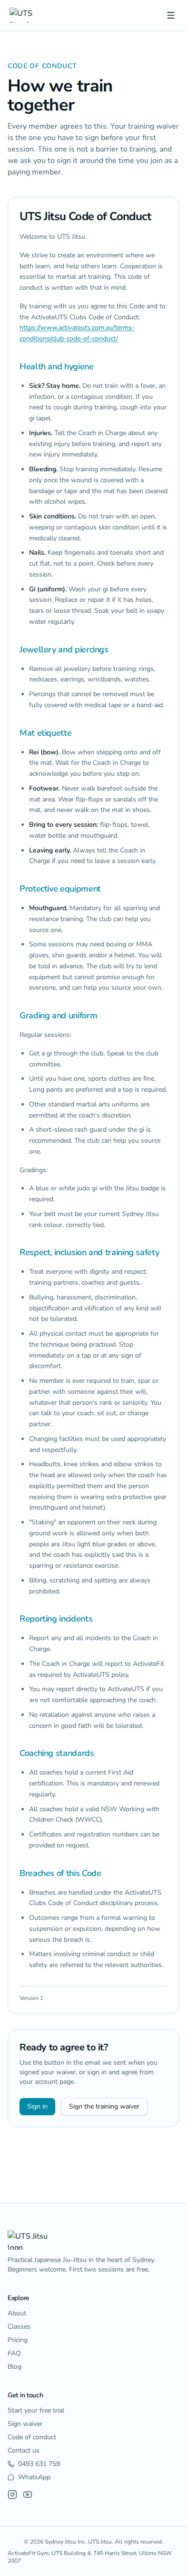 UTS
CODE OF CONDUCT
How we train
together
Every member agrees to this. Your training waiver
is the one you have to sign before your first
session. This one is not a barrier to training, and
we ask you to sign it around the time you join as a
paying member.
UTS Jitsu Code of Conduct
Welcome to UTS Jitsu.
We strive to create an environment where we
both learn, and help others learn. Cooperation is
essential to martial art training. This code of
conduct is written with that in mind.
By training with us you agree to this Code and to
the ActivateUTS Clubs Code of Conduct:
https://www.activateuts.com.au/terms-
conditions/club-code-of-conduct/
Health and hygiene
• Sick? Stay home. Do not train with a fever, an
infection, or a contagious condition. If you
need to cough during training, cough into your
gi lapel.
• Injuries. Tell the Coach in Charge about any
existing injury before training, and report any
new injury immediately.
• Bleeding. Stop training immediately. Resume
only once the wound is covered with a
bandage or tape and the mat has been cleaned
with alcohol wipes.
• Skin conditions. Do not train with an open,
weeping or contagious skin condition until it is
medically cleared.
• Nails. Keep fingernails and toenails short and
cut flat, not to a point. Check before every
session.
• Gi (uniform). Wash your gi before every
session. Replace or repair it if it has holes,
tears or loose thread. Soak your belt in soapy
water regularly.
Jewellery and piercings
• Remove all jewellery before training: rings,
necklaces, earrings, wristbands, watches.
• Piercings that cannot be removed must be
fully covered with medical tape or a band-aid.
Mat etiquette
• Rei (bow). Bow when stepping onto and off
the mat. Wait for the Coach in Charge to
acknowledge you before you step on.
• Footwear. Never walk barefoot outside the
mat area. Wear flip-flops or sandals off the
mat, and never walk on the mat in shoes.
• Bring to every session: flip-flops, towel,
water bottle and mouthguard.
• Leaving early. Always tell the Coach in
Charge if you need to leave a session early.
Protective equipment
• Mouthguard. Mandatory for all sparring and
resistance training. The club can help you
source one.
• Some sessions may need boxing or MMA
gloves, shin guards and/or a helmet. You will
be told in advance. The club will try to lend
equipment but cannot promise enough for
everyone, and can help you source your own.
Grading and uniform
Regular sessions:
• Get a gi through the club. Speak to the club
committee.
• Until you have one, sports clothes are fine.
Long pants are preferred and a top is required.
• Other standard martial arts uniforms are
permitted at the coach's discretion.
• A short-sleeve rash guard under the gi is
recommended. The club can help you source
one.
Gradings:
• A blue or white judo gi with the Jitsu badge is
required.
• Your belt must be your current Sydney Jitsu
rank colour, correctly tied.
Respect, inclusion and training safety
• Treat everyone with dignity and respect:
training partners, coaches and guests.
• Bullying, harassment, discrimination,
objectification and vilification of any kind will
not be tolerated.
• All physical contact must be appropriate for
the technique being practised. Stop
immediately on a tap or at any sign of
discomfort.
• No member is ever required to train, spar or
partner with someone against their will,
whatever that person's rank or seniority. You
can talk to your coach, sit out, or change
partner.
• Changing facilities must be used appropriately
and respectfully.
• Headbutts, knee strikes and elbow strikes to
the head are allowed only when the coach has
explicitly permitted them and the person
receiving them is wearing extra protective gear
(mouthguard and helmet).
• "Staking" an opponent on their neck during
ground work is allowed only when both
people are Jitsu light blue grades or above,
and the coach has explicitly said this is a
sparring or resistance exercise.
• Biting, scratching and spitting are always
prohibited.
Reporting incidents
• Report any and all incidents to the Coach in
Charge.
• The Coach in Charge will report to ActivateFit
as required by ActivateUTS policy.
• You may report directly to ActivateUTS if you
are not comfortable approaching the coach.
• No retaliation against anyone who raises a
concern in good faith will be tolerated.
Coaching standards
• All coaches hold a current First Aid
certification. This is mandatory and renewed
regularly.
• All coaches hold a valid NSW Working with
Children Check (WWCC).
• Certificates and registration numbers can be
provided on request.
Breaches of this Code
• Breaches are handled under the ActivateUTS
Clubs Code of Conduct disciplinary process.
• Outcomes range from a formal warning to
suspension or expulsion, depending on how
serious the breach is.
• Matters involving criminal conduct or child
safety are referred to the relevant authorities.
Version 1
Ready to agree to it?
Use the button in the email we sent when you
signed your waiver, or sign in and agree from
your account page.
Sign in
Sign the training waiver
UTS Jitsu
logo
Practical Japanese Jiu-Jitsu in the heart of Sydney.
Beginners welcome. First two sessions are free.
Explore
About
Classes
Pricing
FAQ
Blog
Get in touch
Start your free trial
Sign waiver
Code of conduct
Contact us
0493 631 759
WhatsApp
© 2026 Sydney Jitsu Inc. UTS Jitsu. All rights reserved.
ActivateFit Gym, UTS Building 4, 745 Harris Street, Ultimo NSW
2007